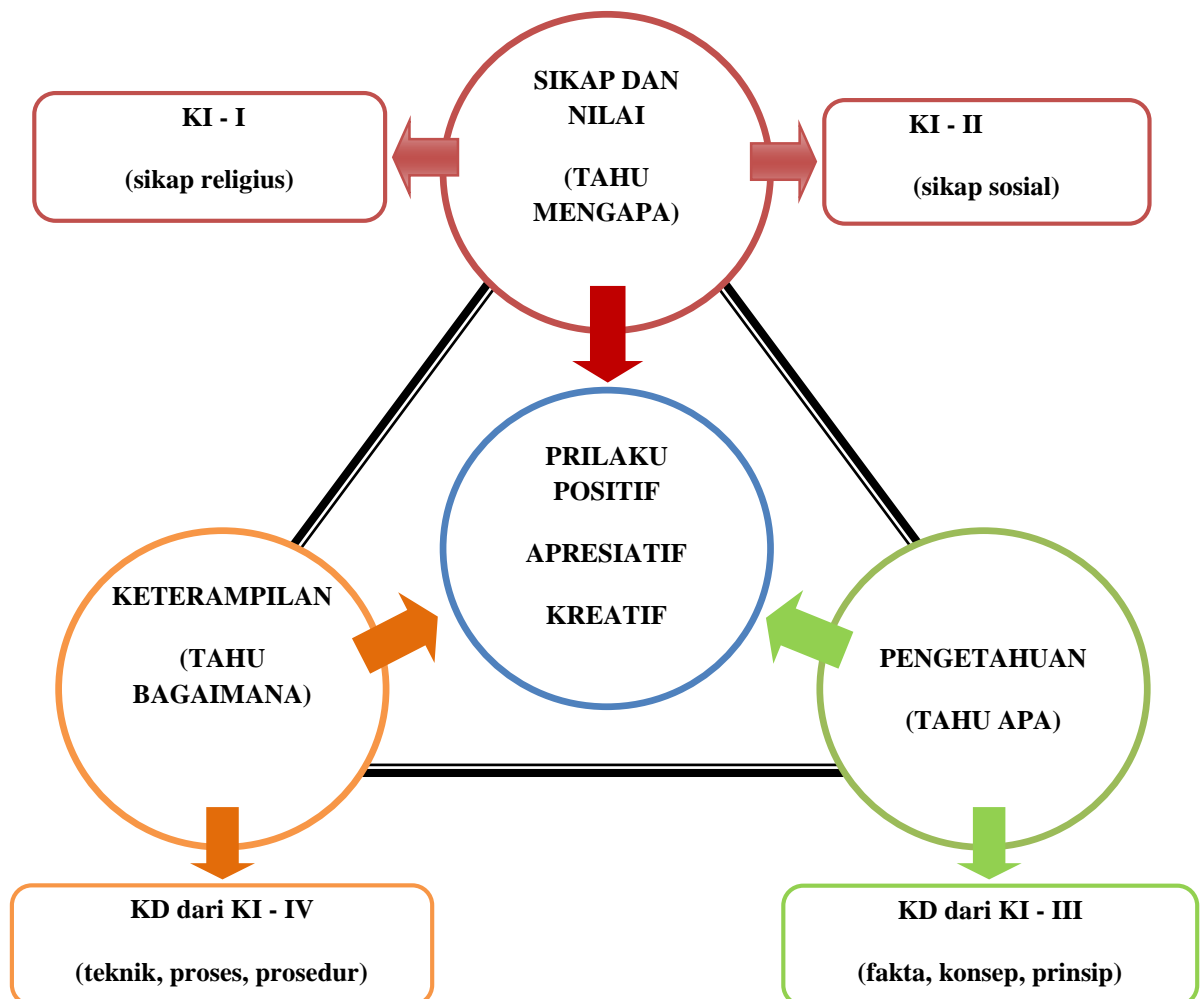 SIKAP DAN
NILAI
(TAHU
MENGAPA)
KI - I
(sikap religius)
KI - II
(sikap sosial)
PRILAKU
POSITIF
APRESIATIF
KREATIF
KETERAMPILAN
(TAHU
BAGAIMANA)
PENGETAHUAN
(TAHU APA)
KD dari KI - IV
(teknik, proses, prosedur)
KD dari KI - III
(fakta, konsep, prinsip)